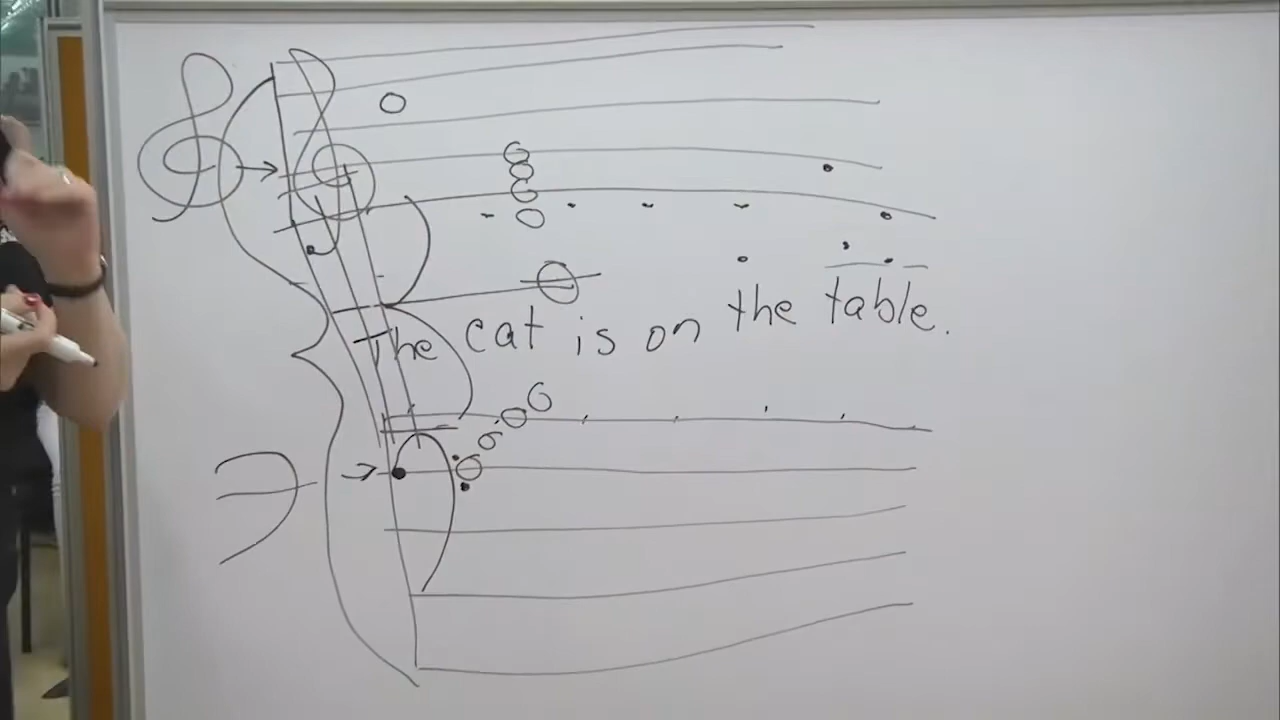 The cat is on the table.